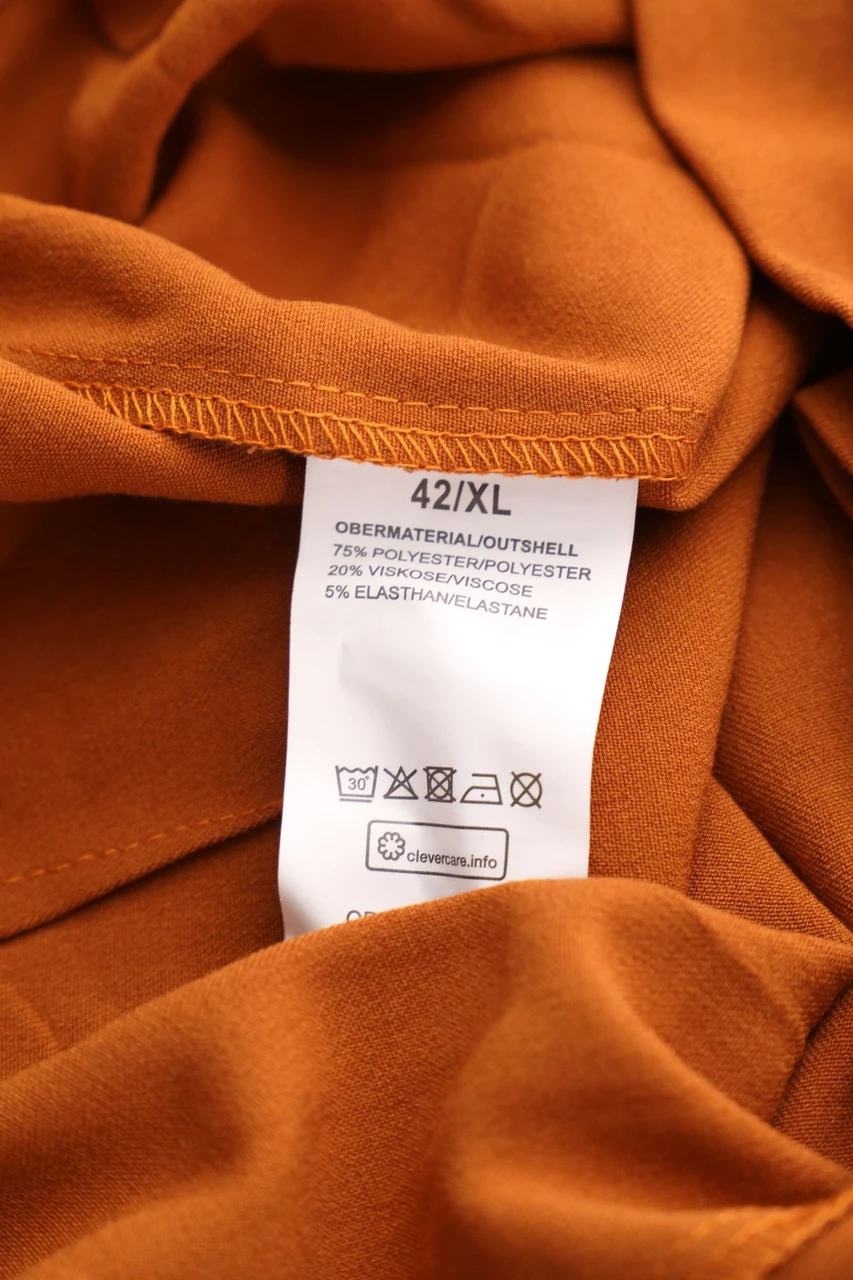 42/XL
OBERMATERIAL/OUTSHELL
75% POLYESTER/POLYESTER
20% VISKOSE/VISCOSE
5% ELASTHAN/ELASTANE
30°
clevercare.info